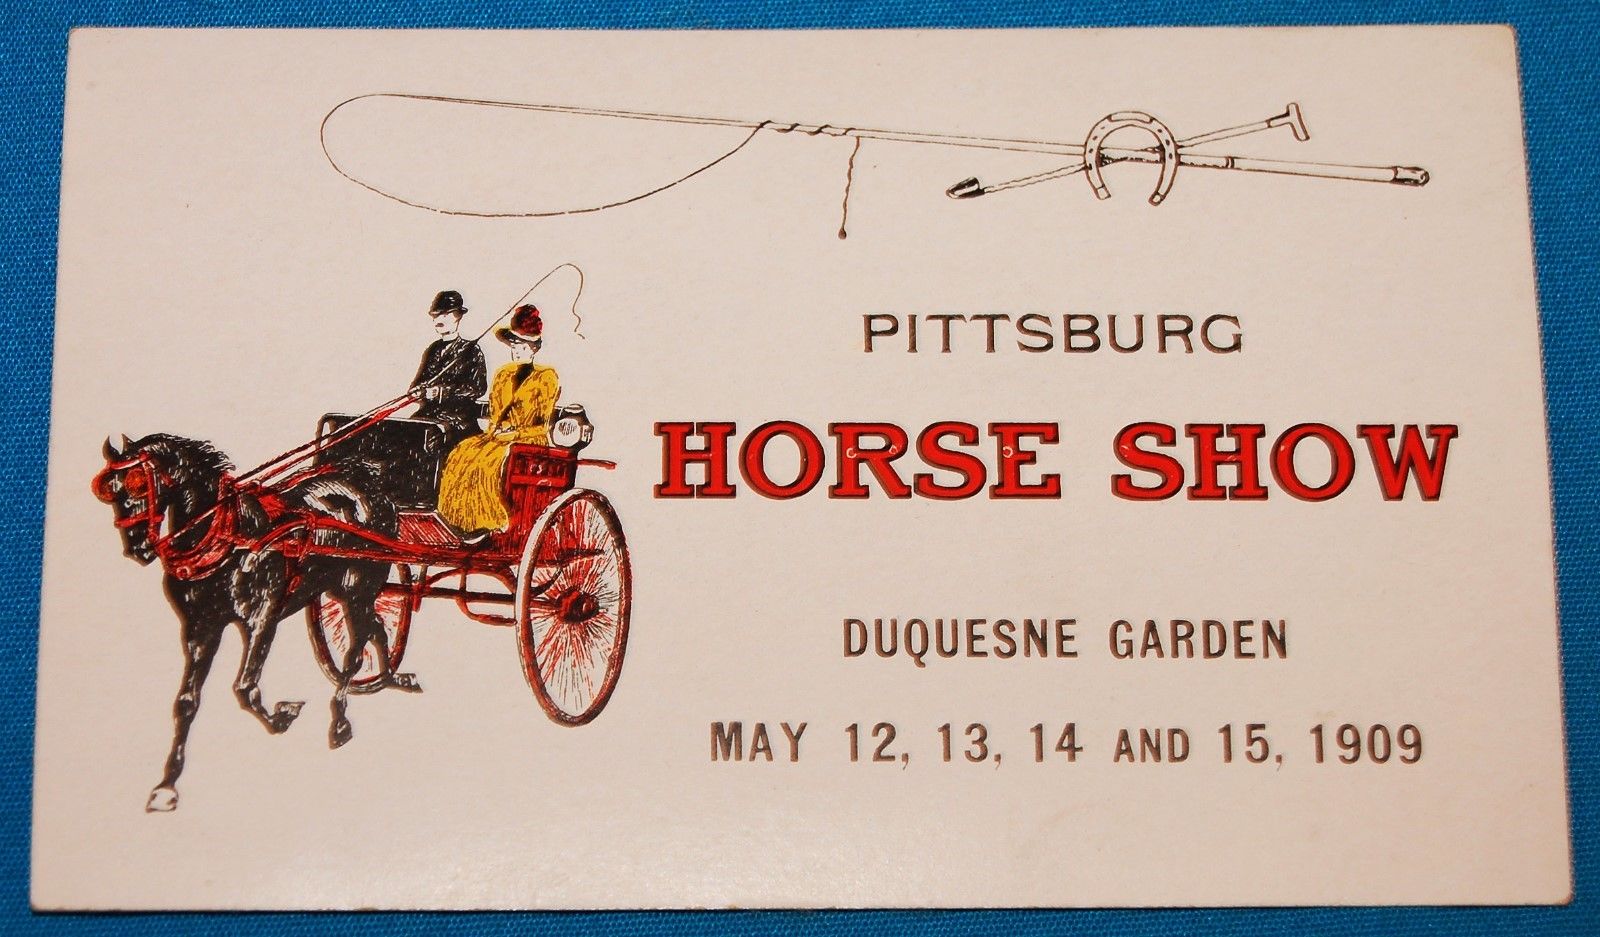 PITTSBURG
HORSE SHOW
DUQUESNE GARDEN
MAY 12, 13, 14 AND 15, 1909